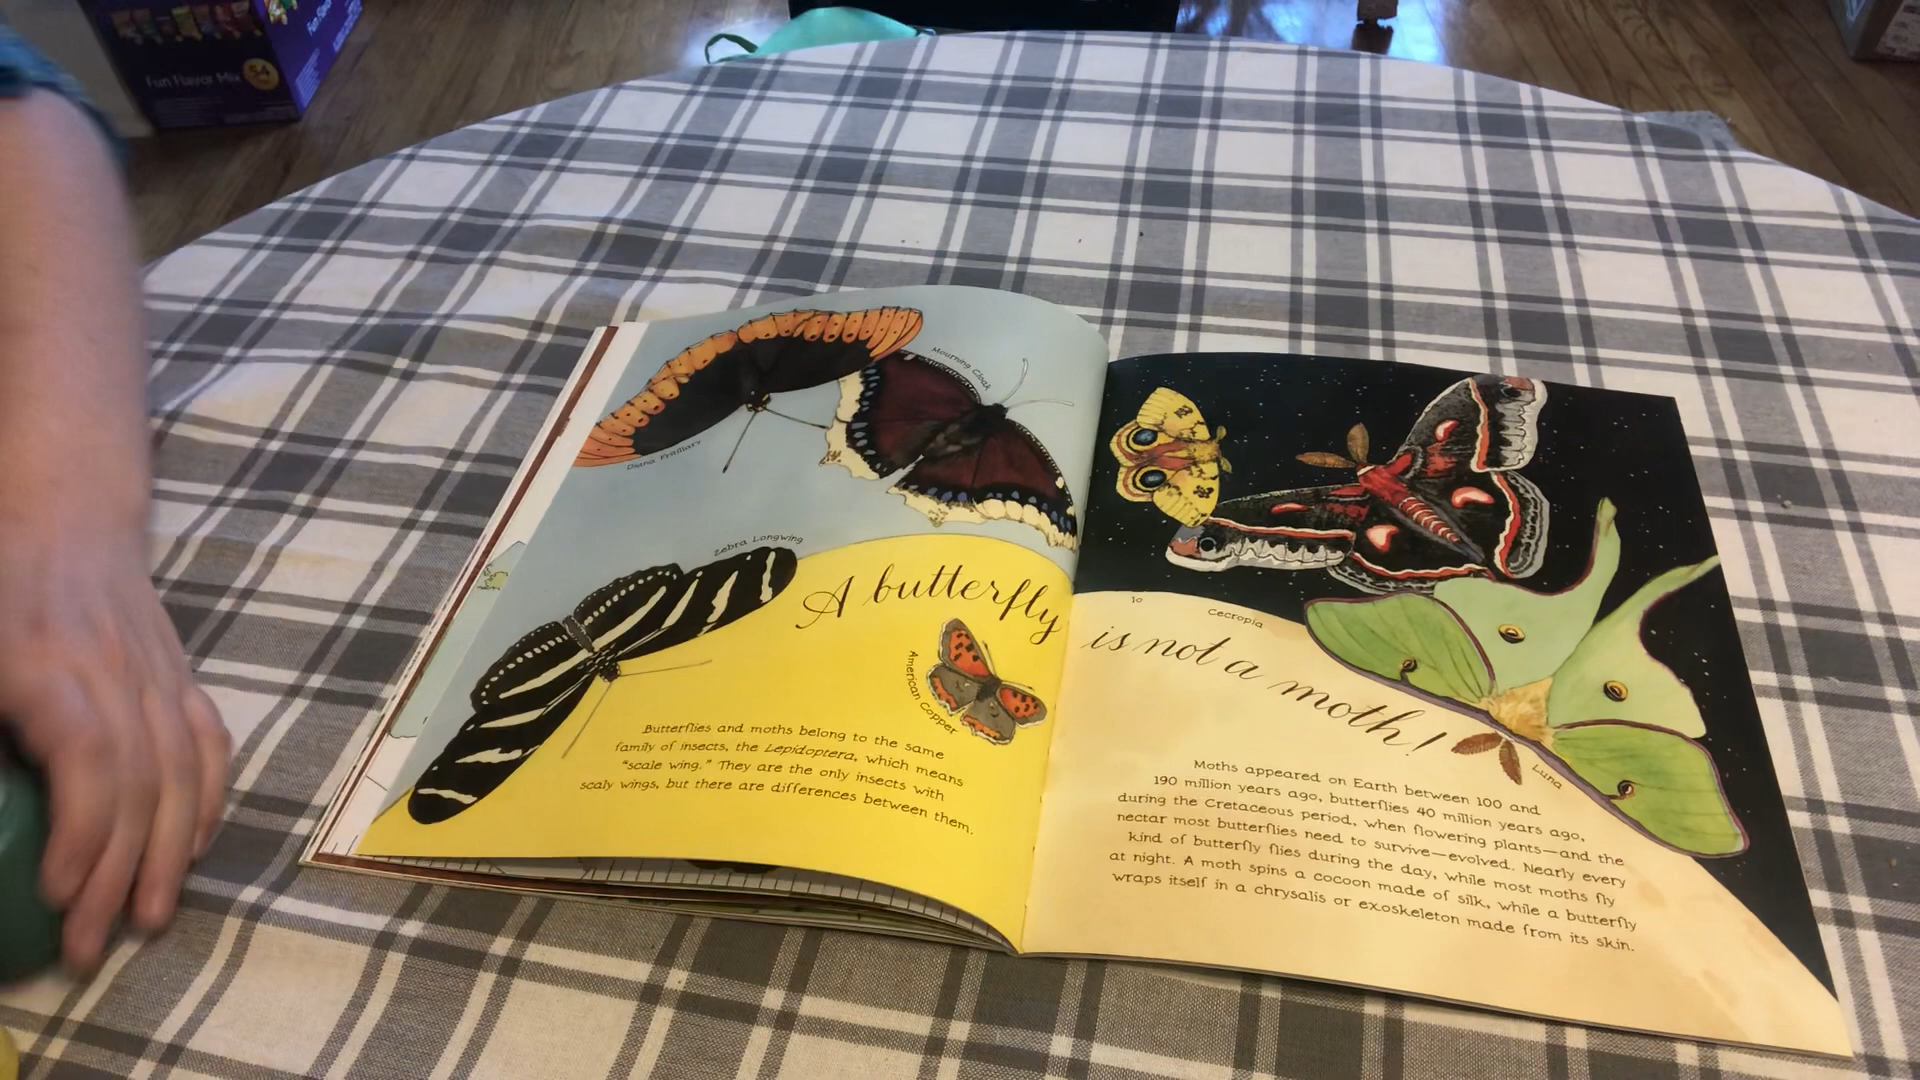 Fun Flavor Mix
54
Mourning Cloak
Diana Fritillary
Zebra Longwing
A butterfly
American Copper
Butterflies and moths belong to the same
family of insects, the Lepidoptera, which means
"scale wing." They are the only insects with
scaly wings, but there are differences between them.
10
Cecropia
is not a moth!
Luna
Moths appeared on Earth between 100 and
190 million years ago, butterflies 40 million years ago,
during the Cretaceous period, when flowering plants—and the
nectar most butterflies need to survive—evolved. Nearly every
kind of butterfly flies during the day, while most moths fly
at night. A moth spins a cocoon made of silk, while a butterfly
wraps itself in a chrysalis or exoskeleton made from its skin.